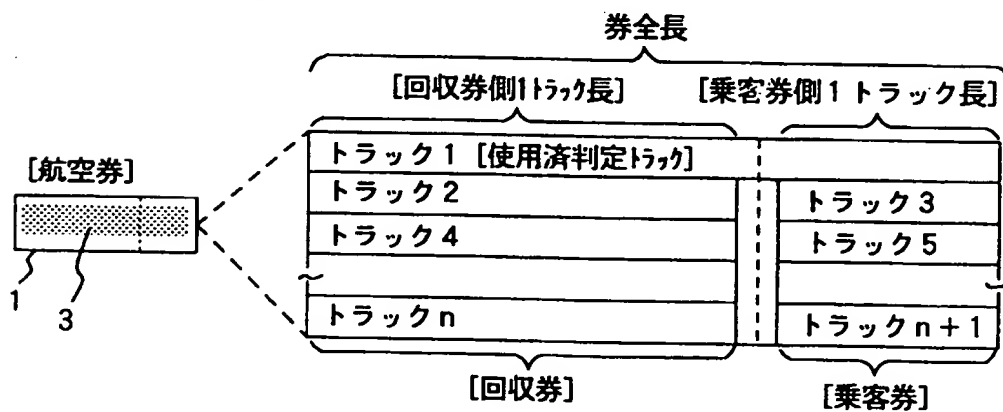 券全長
[回収券側1トラック長] [乗客券側1トラック長]
[航空券]
トラック1 [使用済判定トラック]
トラック2
トラック3
トラック4
トラック5
トラックn
トラックn+1
1
3
[回収券]
[乗客券]